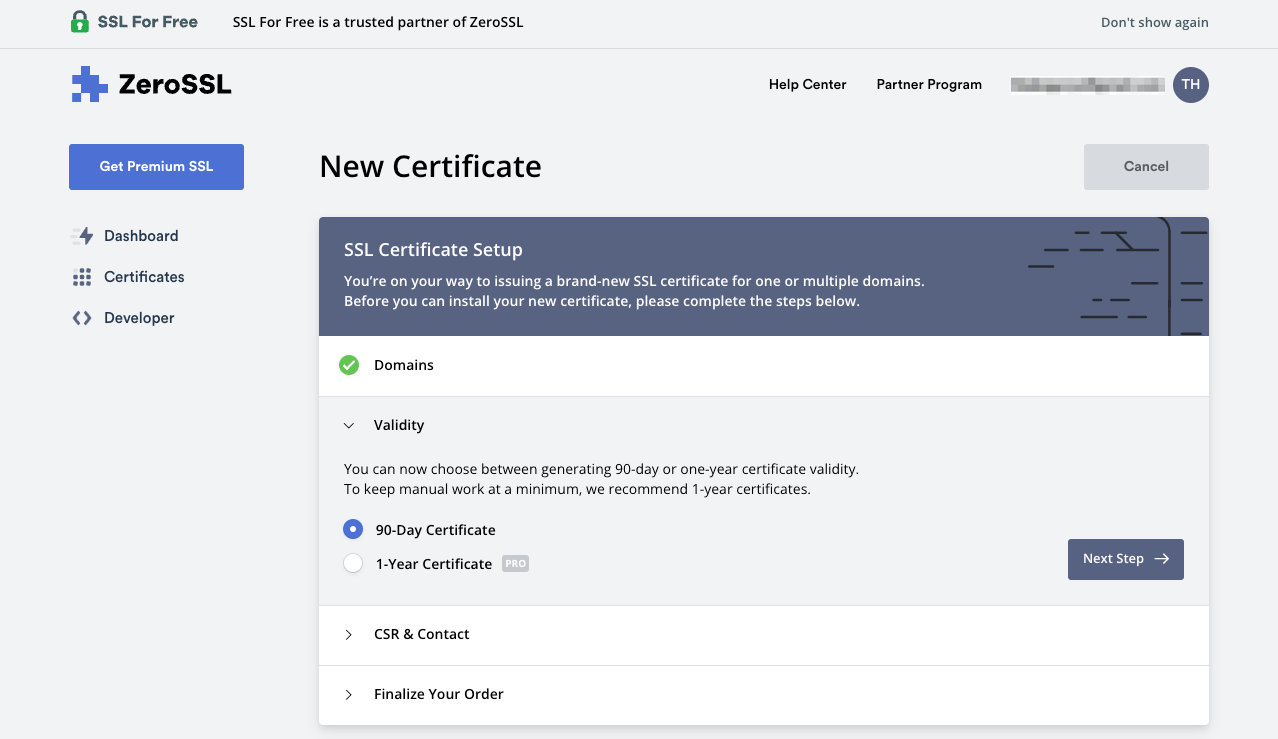 SSL For Free
SSL For Free is a trusted partner of ZeroSSL
Don't show again
ZeroSSL
Help Center
Partner Program
TH
Get Premium SSL
New Certificate
Cancel
Dashboard
Certificates
Developer
SSL Certificate Setup
You’re on your way to issuing a brand-new SSL certificate for one or multiple domains.
Before you can install your new certificate, please complete the steps below.
Domains
Validity
You can now choose between generating 90-day or one-year certificate validity.
To keep manual work at a minimum, we recommend 1-year certificates.
90-Day Certificate
1-Year Certificate PRO
Next Step
CSR & Contact
Finalize Your Order